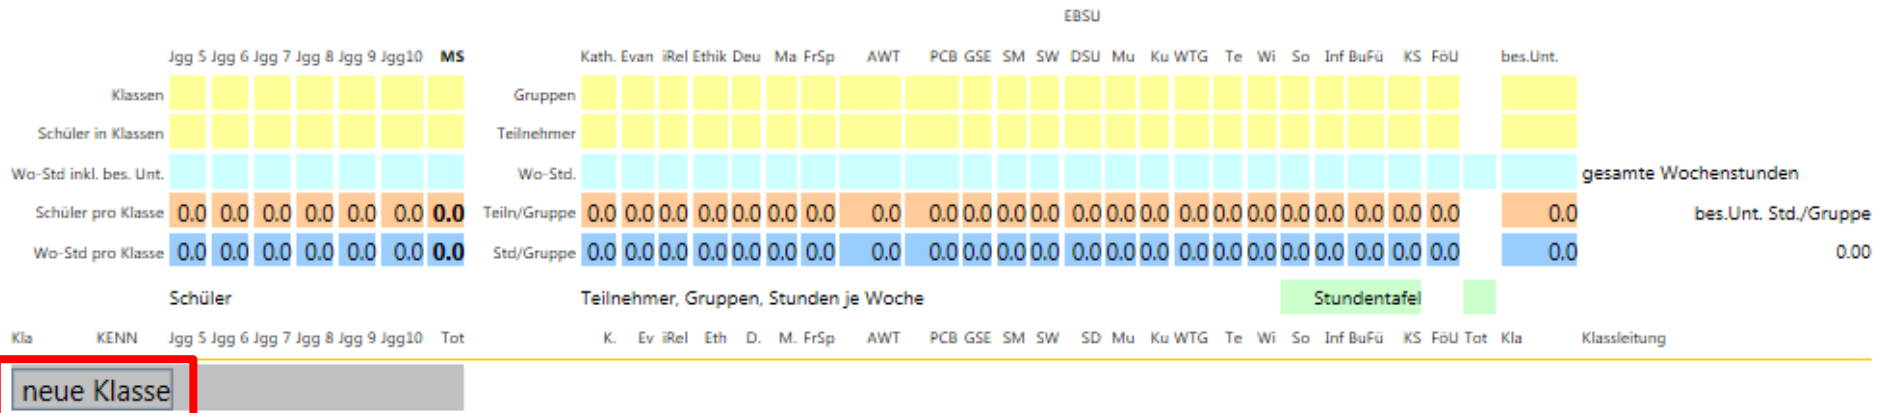 EBSU
Jgg 5 Jgg 6 Jgg 7 Jgg 8 Jgg 9 Jgg10 MS Kath. Evan iRel Ethik Deu Ma FrSp AWT PCB GSE SM SW DSU Mu Ku WTG Te Wi So Inf BuFü KS FöU bes.Unt.
Klassen Gruppen
Schüler in Klassen Teilnehmer
Wo-Std inkl. bes. Unt. Wo-Std. gesamte Wochenstunden
Schüler pro Klasse 0.0 0.0 0.0 0.0 0.0 0.0 0.0 Teiln/Gruppe 0.0 0.0 0.0 0.0 0.0 0.0 0.0 0.0 0.0 0.0 0.0 0.0 0.0 0.0 0.0 0.0 0.0 0.0 0.0 0.0 0.0 0.0 0.0 0.0 bes.Unt. Std./Gruppe
Wo-Std pro Klasse 0.0 0.0 0.0 0.0 0.0 0.0 0.0 Std/Gruppe 0.0 0.0 0.0 0.0 0.0 0.0 0.0 0.0 0.0 0.0 0.0 0.0 0.0 0.0 0.0 0.0 0.0 0.0 0.0 0.0 0.0 0.0 0.0 0.0 0.00
Schüler Teilnehmer, Gruppen, Stunden je Woche Stundentafel
Kla KENN Jgg 5 Jgg 6 Jgg 7 Jgg 8 Jgg 9 Jgg10 Tot K. Ev iRel Eth D. M. FrSp AWT PCB GSE SM SW SD Mu Ku WTG Te Wi So Inf BuFü KS FöU Tot Kla Klassleitung
neue Klasse